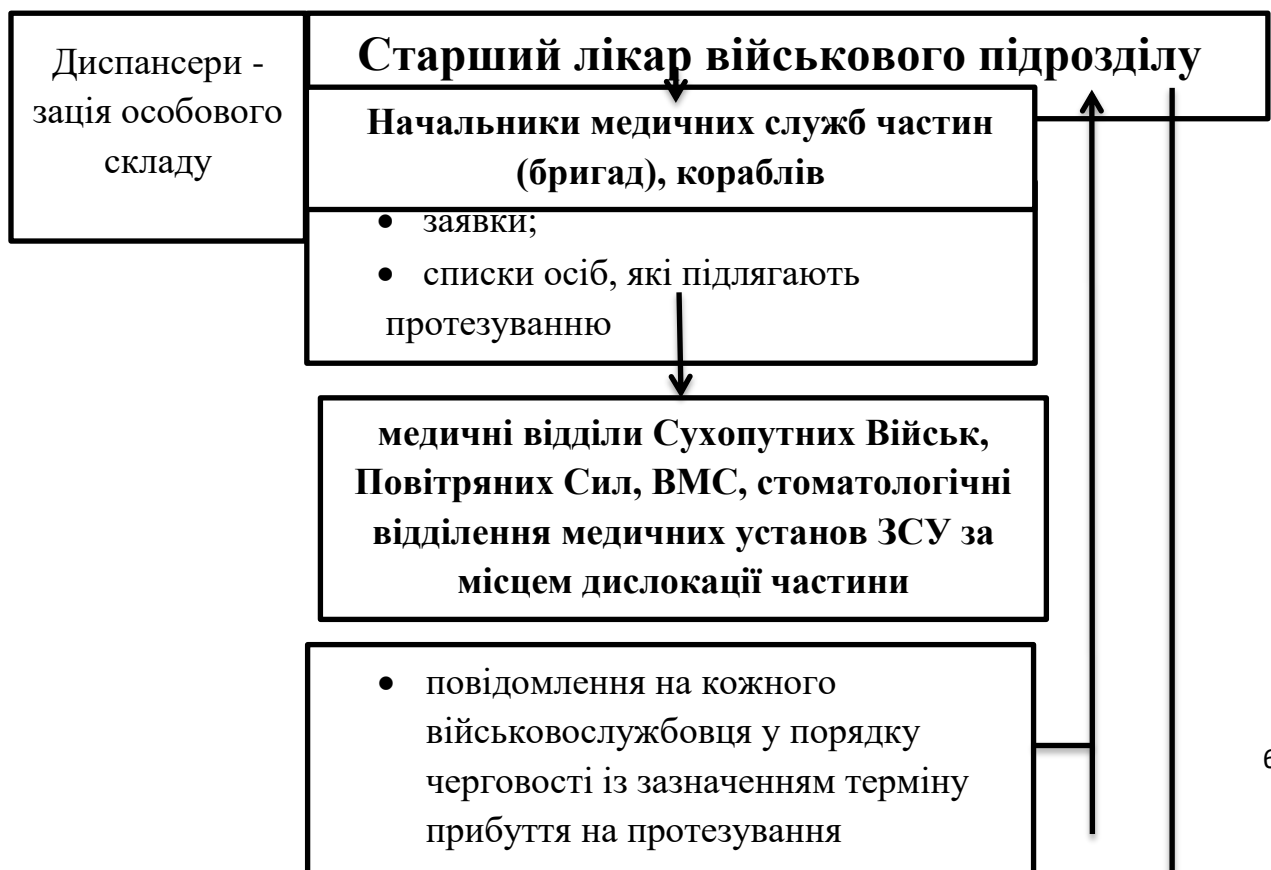 Диспансери -
зація особового
складу
Старший лікар військового підрозділу
Начальники медичних служб частин
(бригад), кораблів
• заявки;
• списки осіб, які підлягають
протезуванню
медичні відділи Сухопутних Військ,
Повітряних Сил, ВМС, стоматологічні
відділення медичних установ ЗСУ за
місцем дислокації частини
• повідомлення на кожного
військовослужбовця у порядку
черговості із зазначенням терміну
прибуття на протезування